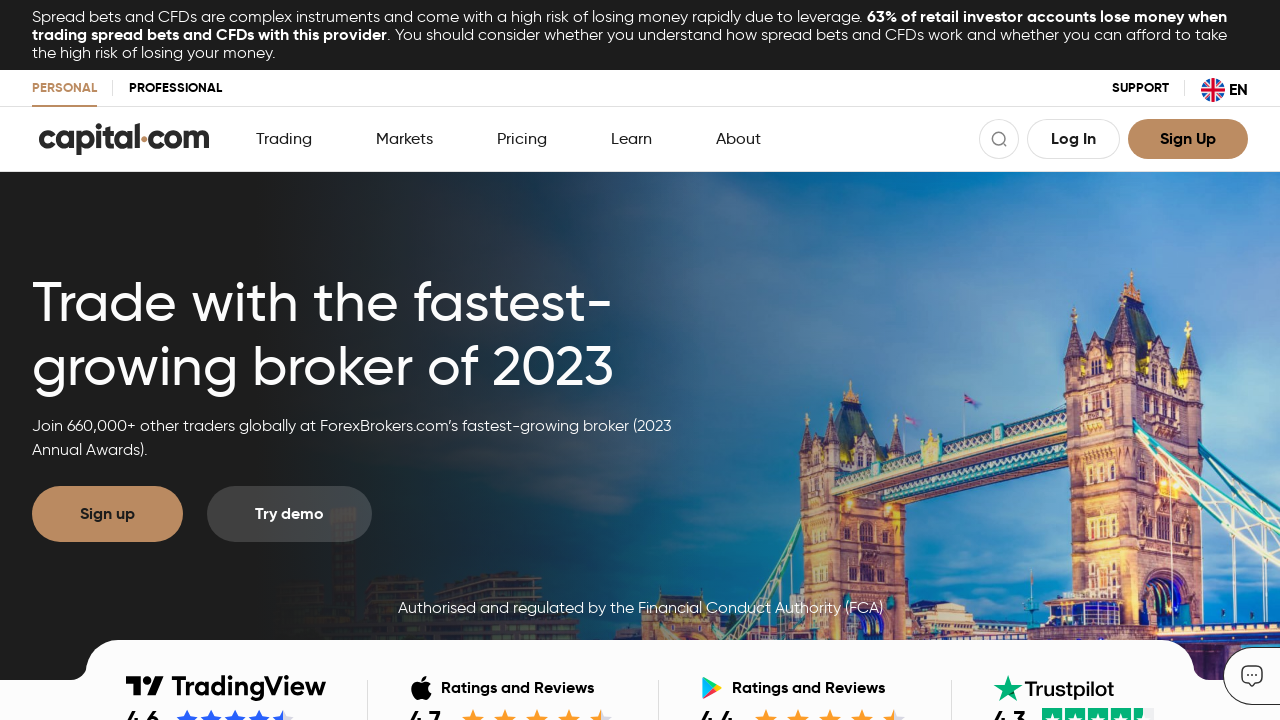 Spread bets and CFDs are complex instruments and come with a high risk of losing money rapidly due to leverage. 63% of retail investor accounts lose money when
trading spread bets and CFDs with this provider. You should consider whether you understand how spread bets and CFDs work and whether you can afford to take
the high risk of losing your money.
PERSONAL PROFESSIONAL SUPPORT EN
capital.com Trading Markets Pricing Learn About Log In Sign Up
Trade with the fastest-
growing broker of 2023
Join 660,000+ other traders globally at ForexBrokers.com's fastest-growing broker (2023
Annual Awards).
Sign up Try demo
Authorised and regulated by the Financial Conduct Authority (FCA)
TradingView Ratings and Reviews Ratings and Reviews Trustpilot
4.6 4.7 4.4 4.3